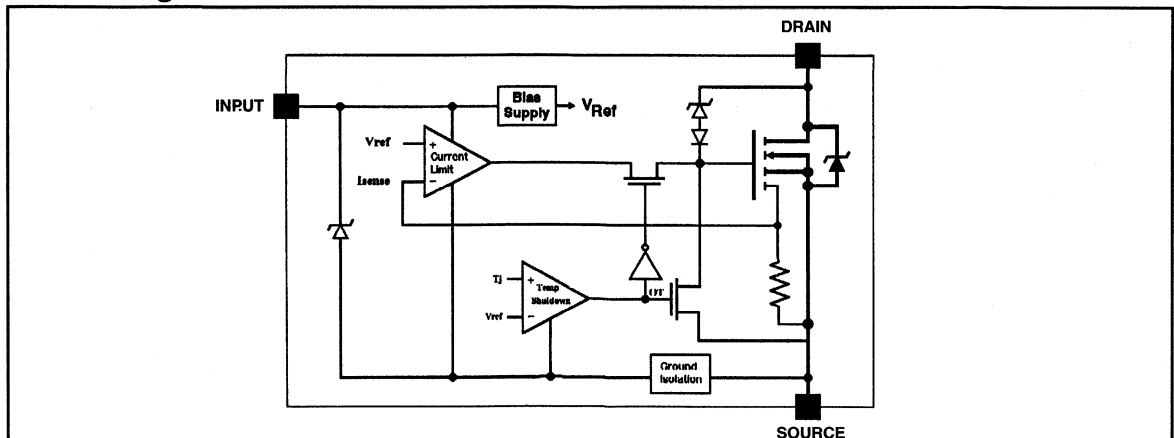 DRAIN
INPUT
Bias
Supply
VRef
Vref
+
Current
Limit
Isense
−
Tj
+
Temp
Shutdown
Vref
−
Ground
Isolation
SOURCE